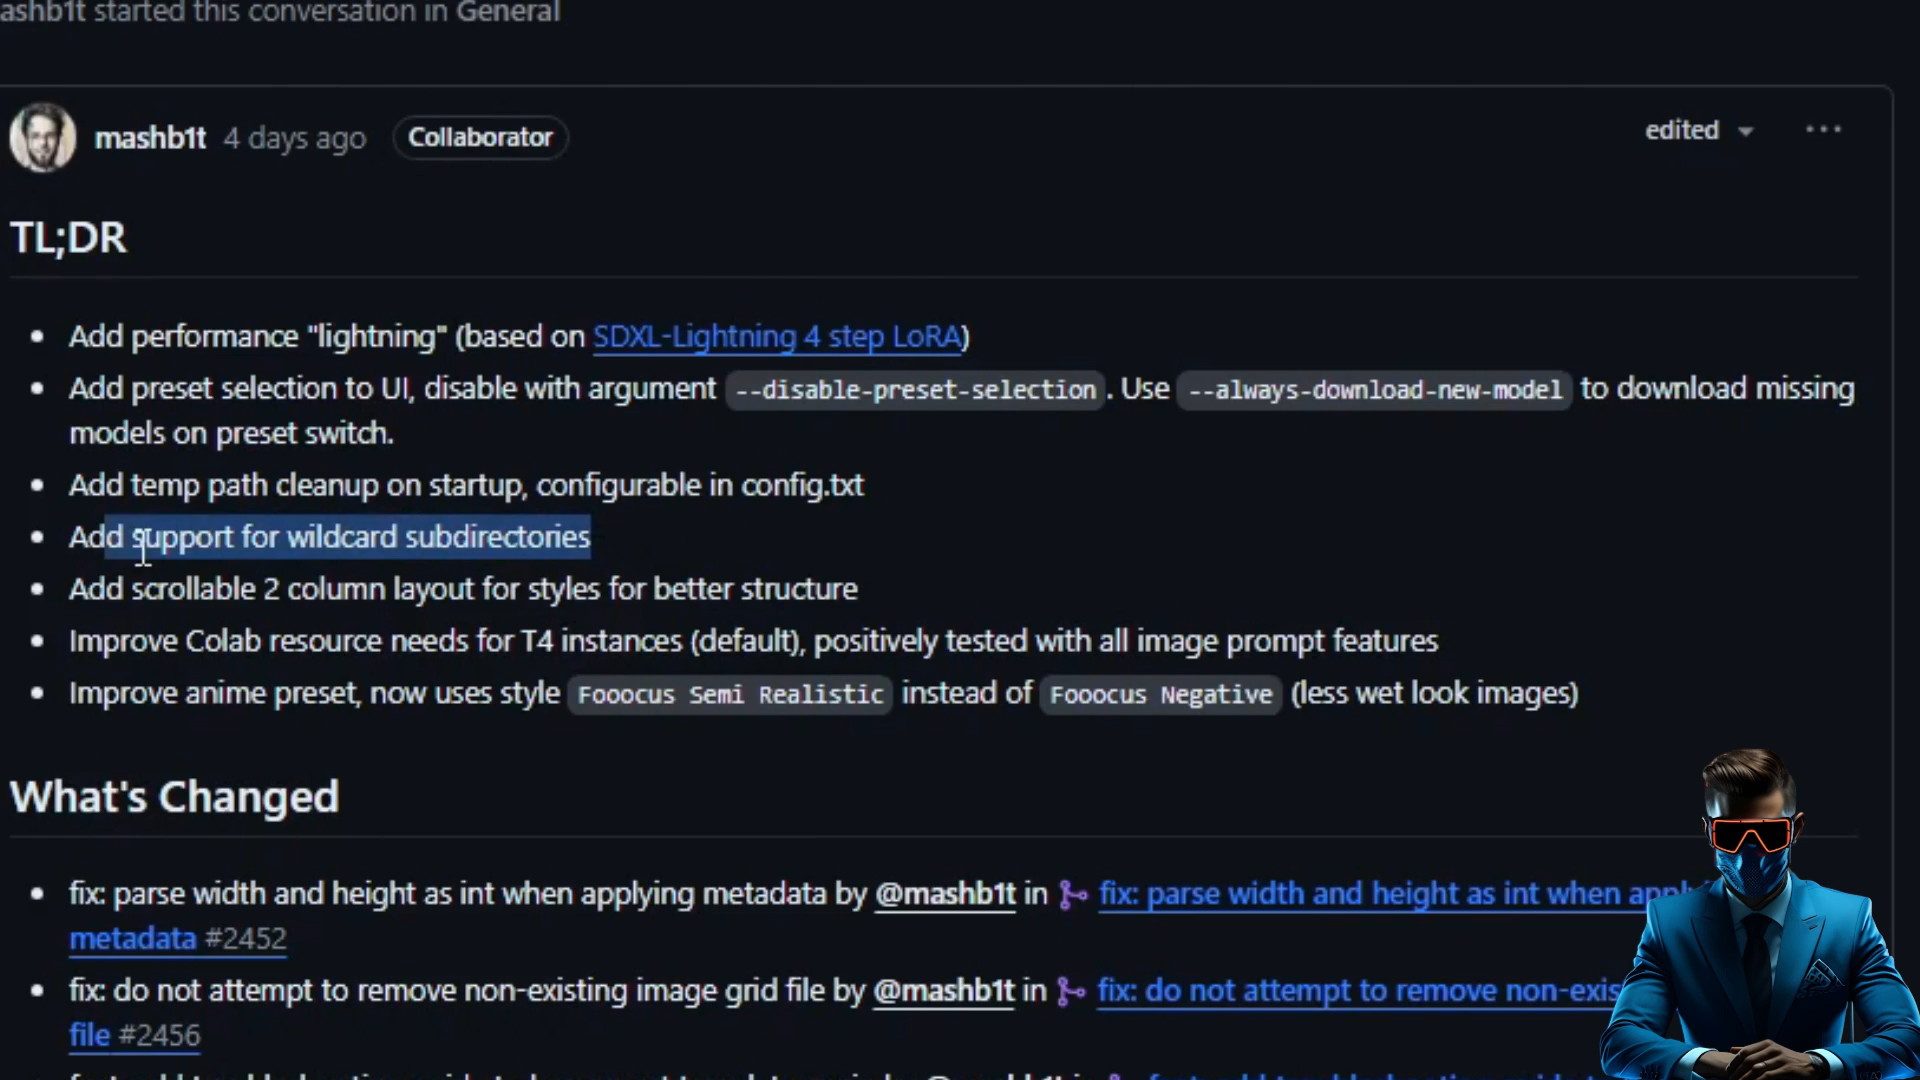 ashb1t started this conversation in General
mashb1t 4 days ago Collaborator edited
TL;DR
Add performance "lightning" (based on SDXL-Lightning 4 step LoRA)
Add preset selection to UI, disable with argument --disable-preset-selection. Use --always-download-new-model to download missing
models on preset switch.
Add temp path cleanup on startup, configurable in config.txt
Add support for wildcard subdirectories
Add scrollable 2 column layout for styles for better structure
Improve Colab resource needs for T4 instances (default), positively tested with all image prompt features
Improve anime preset, now uses style Fooocus Semi Realistic instead of Fooocus Negative (less wet look images)
What's Changed
fix: parse width and height as int when applying metadata by @mashb1t in fix: parse width and height as int when appl
metadata #2452
fix: do not attempt to remove non-existing image grid file by @mashb1t in fix: do not attempt to remove non-exis
file #2456